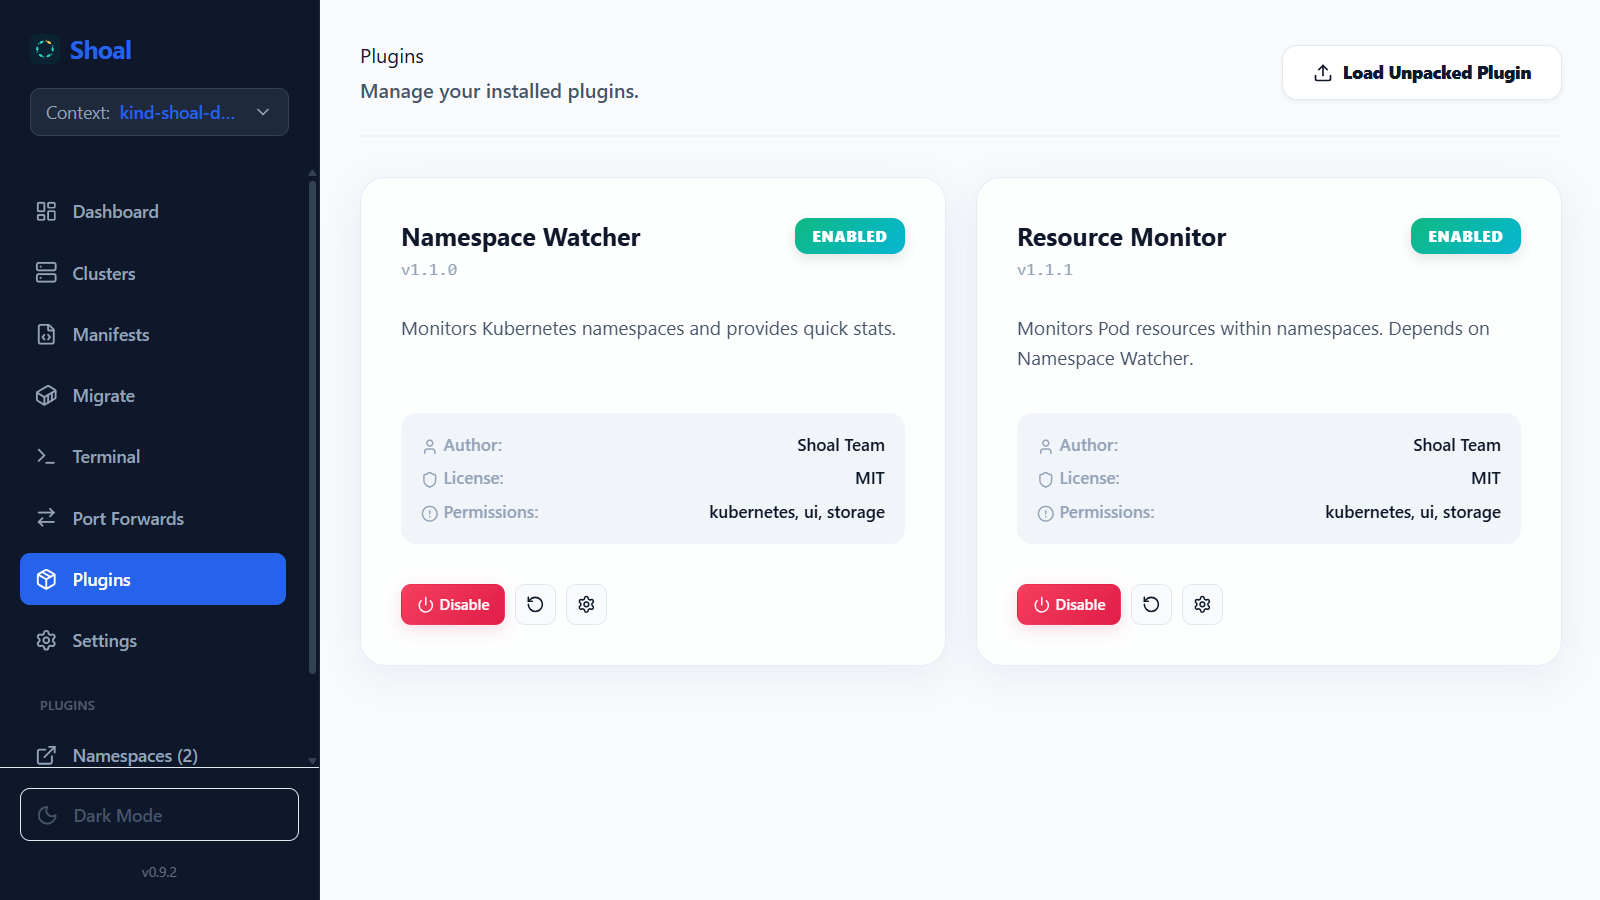 Shoal
Context: kind-shoal-d...
Dashboard
Clusters
Manifests
Migrate
Terminal
Port Forwards
Plugins
Settings
PLUGINS
Namespaces (2)
Dark Mode
v0.9.2
Plugins
Manage your installed plugins.
Load Unpacked Plugin
Namespace Watcher
ENABLED
v1.1.0
Monitors Kubernetes namespaces and provides quick stats.
Author: Shoal Team
License: MIT
Permissions: kubernetes, ui, storage
Disable
Resource Monitor
ENABLED
v1.1.1
Monitors Pod resources within namespaces. Depends on
Namespace Watcher.
Author: Shoal Team
License: MIT
Permissions: kubernetes, ui, storage
Disable